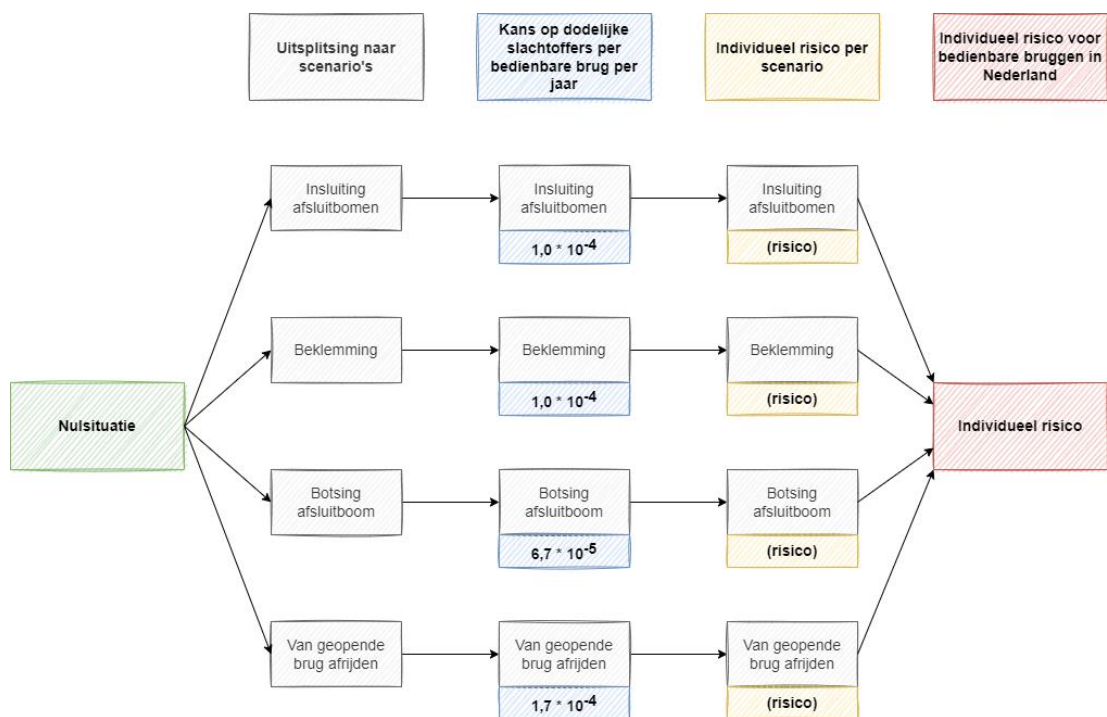 Uitsplitsing naar
scenario's
Kans op dodelijke
slachtoffers per
bedienbare brug per
jaar
Individueel risico per
scenario
Individueel risico voor
bedienbare bruggen in
Nederland
Insluiting
afsluitbomen
Insluiting
afsluitbomen
1,0 * 10⁻⁴
Insluiting
afsluitbomen
(risico)
Beklemming
Beklemming
1,0 * 10⁻⁴
Beklemming
(risico)
Nulsituatie
Individueel risico
Botsing
afsluitboom
Botsing
afsluitboom
6,7 * 10⁻⁵
Botsing
afsluitboom
(risico)
Van geopende
brug afrijden
Van geopende
brug afrijden
1,7 * 10⁻⁴
Van geopende
brug afrijden
(risico)